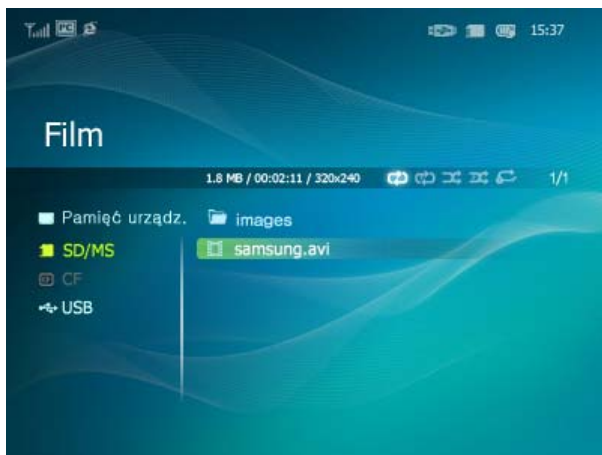 PC 15:37
Film
1.8 MB / 00:02:11 / 320x240 1/1
Pamięć urządz. images
SD/MS samsung.avi
CF
USB